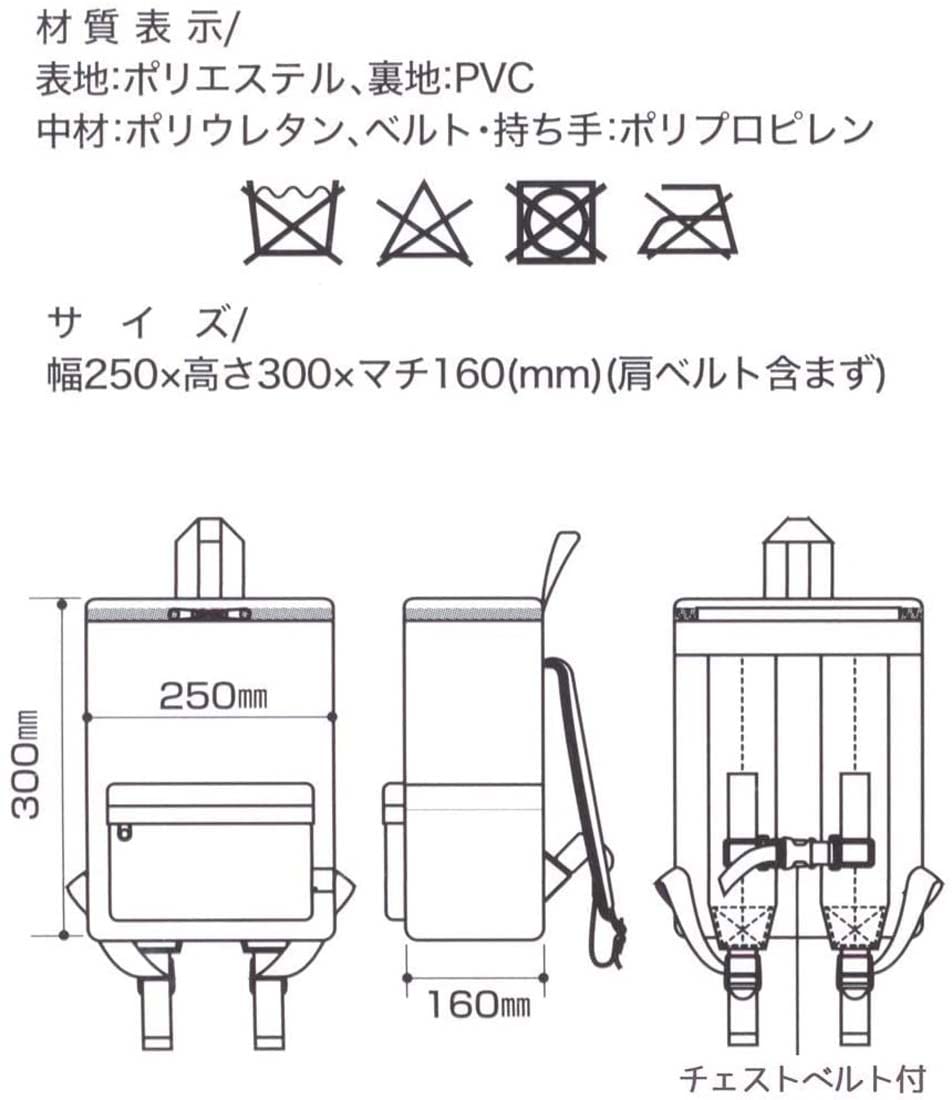 材質表示/
表地:ポリエステル、裏地:PVC
中材:ポリウレタン、ベルト・持ち手:ポリプロピレン
サイズ/
幅250×高さ300×マチ160(mm)(肩ベルト含まず)
250㎜
300㎜
160㎜
チェストベルト付